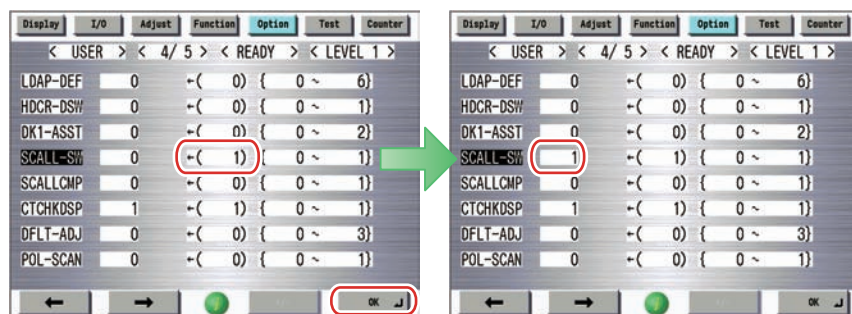 Display I/O Adjust Function Option Test Counter
< USER > < 4/ 5 > < READY > < LEVEL 1 >
LDAP-DEF 0 ←( 0) { 0 ~ 6}
HDCR-DSW 0 ←( 0) { 0 ~ 1}
DK1-ASST 0 ←( 0) { 0 ~ 2}
SCALL-SW 0 ←( 1) { 0 ~ 1}
SCALLCMP 0 ←( 0) { 0 ~ 1}
CTCHKDSP 1 ←( 1) { 0 ~ 1}
DFLT-ADJ 0 ←( 0) { 0 ~ 3}
POL-SCAN 0 ←( 0) { 0 ~ 1}
← → OK
Display I/O Adjust Function Option Test Counter
< USER > < 4/ 5 > < READY > < LEVEL 1 >
LDAP-DEF 0 ←( 0) { 0 ~ 6}
HDCR-DSW 0 ←( 0) { 0 ~ 1}
DK1-ASST 0 ←( 0) { 0 ~ 2}
SCALL-SW 1 ←( 1) { 0 ~ 1}
SCALLCMP 0 ←( 0) { 0 ~ 1}
CTCHKDSP 1 ←( 1) { 0 ~ 1}
DFLT-ADJ 0 ←( 0) { 0 ~ 3}
POL-SCAN 0 ←( 0) { 0 ~ 1}
← → OK